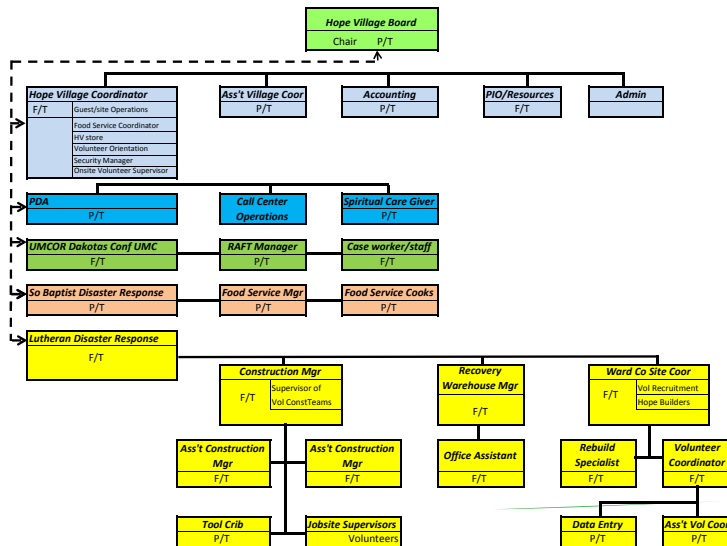 Hope Village Board
Chair P/T
Hope Village Coordinator
F/T Guest/site Operations
Food Service Coordinator
HV store
Volunteer Orientation
Security Manager
Onsite Volunteer Supervisor
Ass't Village Coor
P/T
Accounting
P/T
PIO/Resources
F/T
Admin
PDA
P/T
Call Center
Operations
Spiritual Care Giver
P/T
UMCOR Dakotas Conf UMC
F/T
RAFT Manager
P/T
Case worker/staff
F/T
So Baptist Disaster Response
P/T
Food Service Mgr
P/T
Food Service Cooks
P/T
Lutheran Disaster Response
F/T
Construction Mgr
F/T Supervisor of
Vol ConstTeams
Recovery
Warehouse Mgr
F/T
Ward Co Site Coor
F/T Vol Recruitment
Hope Builders
Ass't Construction
Mgr
F/T
Ass't Construction
Mgr
F/T
Office Assistant
F/T
Rebuild
Specialist
F/T
Volunteer
Coordinator
F/T
Tool Crib
P/T
Jobsite Supervisors
Volunteers
Data Entry
P/T
Ass't Vol Coor
P/T